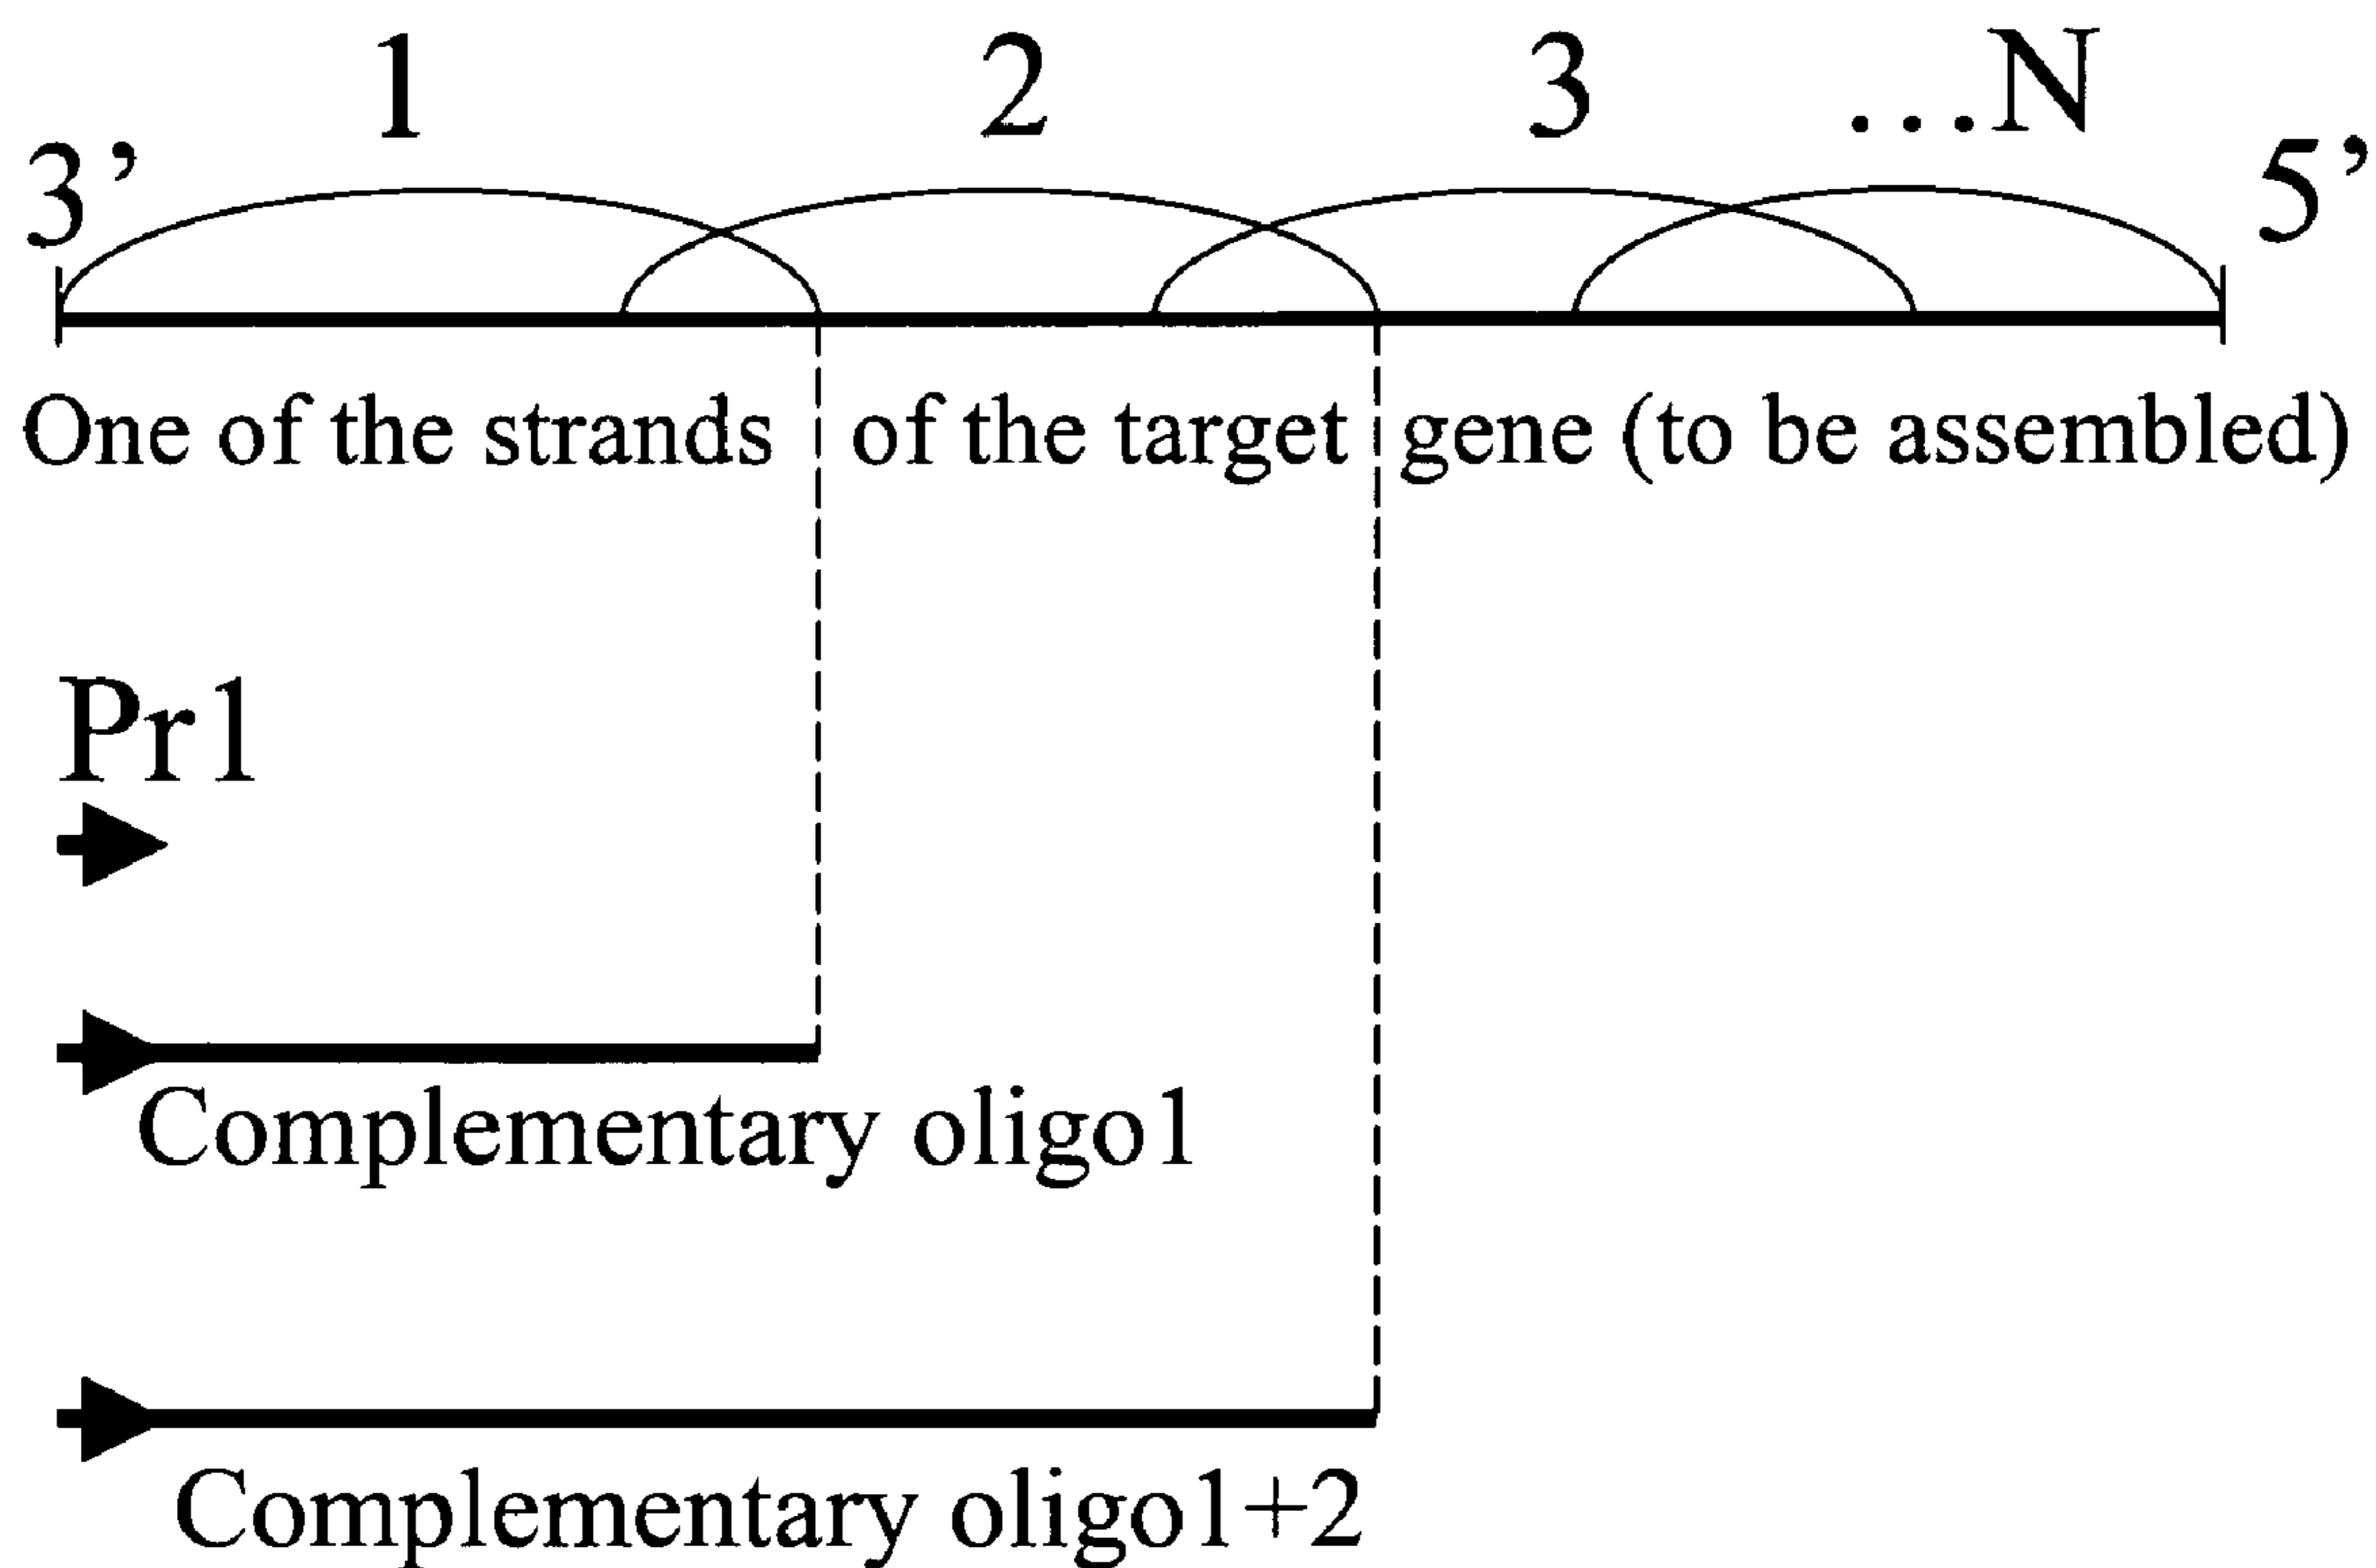 1 2 3 ...N
3’ 5’
One of the strands of the target gene (to be assembled)
Pr1
Complementary oligo1
Complementary oligo1+2